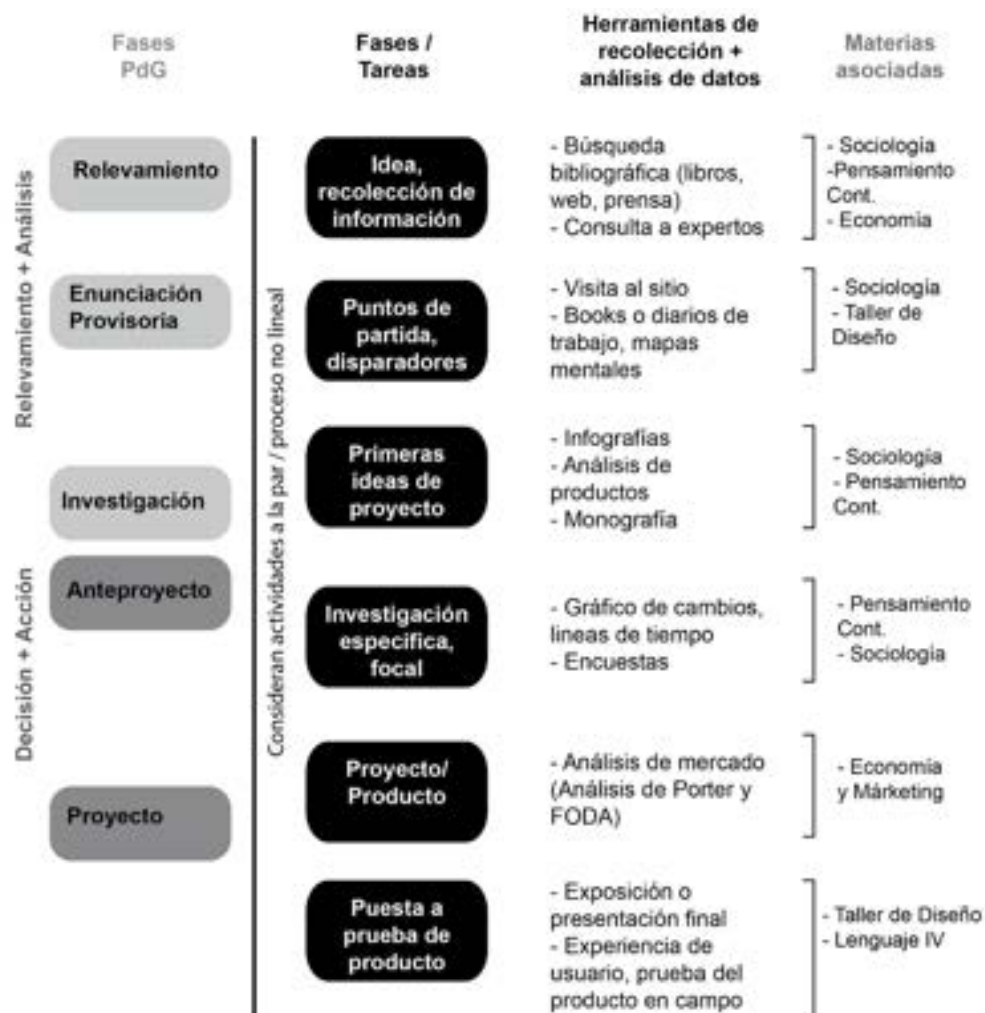 Fases
PdG
Fases /
Tareas
Herramientas de
recolección +
análisis de datos
Materias
asociadas
Relevamiento + Análisis
Decisión + Acción
Relevamiento
Enunciación
Provisoria
Investigación
Anteproyecto
Proyecto
Consideran actividades a la par / proceso no lineal
Idea,
recolección de
información
- Búsqueda
bibliográfica (libros,
web, prensa)
- Consulta a expertos
- Sociología
-Pensamiento
Cont.
- Economía
Puntos de
partida,
disparadores
- Visita al sitio
- Books o diarios de
trabajo, mapas
mentales
- Sociología
- Taller de
Diseño
Primeras
ideas de
proyecto
- Infografías
- Análisis de
productos
- Monografía
- Sociología
- Pensamiento
Cont.
Investigación
especifica,
focal
- Gráfico de cambios,
lineas de tiempo
- Encuestas
- Pensamiento
Cont.
- Sociología
Proyecto/
Producto
- Análisis de mercado
(Análisis de Porter y
FODA)
- Economía
y Márketing
Puesta a
prueba de
producto
- Exposición o
presentación final
- Experiencia de
usuario, prueba del
producto en campo
- Taller de Diseño
- Lenguaje IV